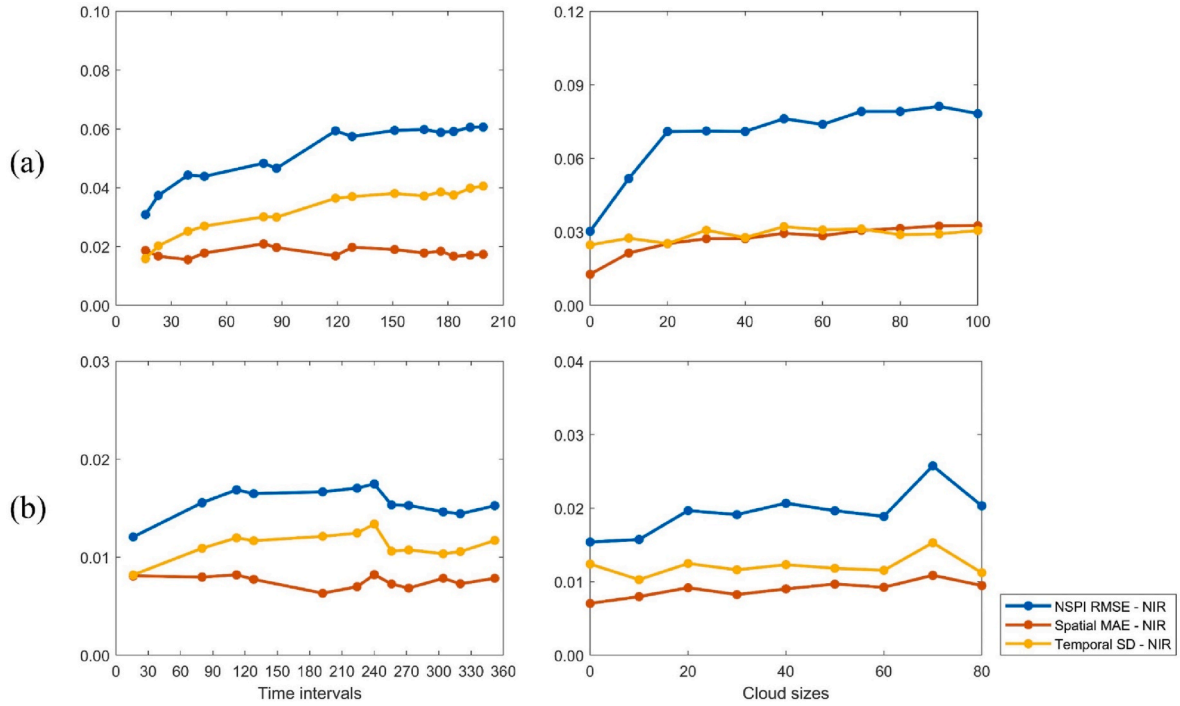 (a)
0.10
0.08
0.06
0.04
0.02
0.00
0 30 60 90 120 150 180 210
0.12
0.09
0.06
0.03
0.00
0 20 40 60 80 100
(b)
0.03
0.02
0.01
0.00
0 30 60 90 120 150 180 210 240 270 300 330 360
Time intervals
0.04
0.03
0.02
0.01
0.00
0 20 40 60 80
Cloud sizes
NSPI RMSE - NIR
Spatial MAE - NIR
Temporal SD - NIR